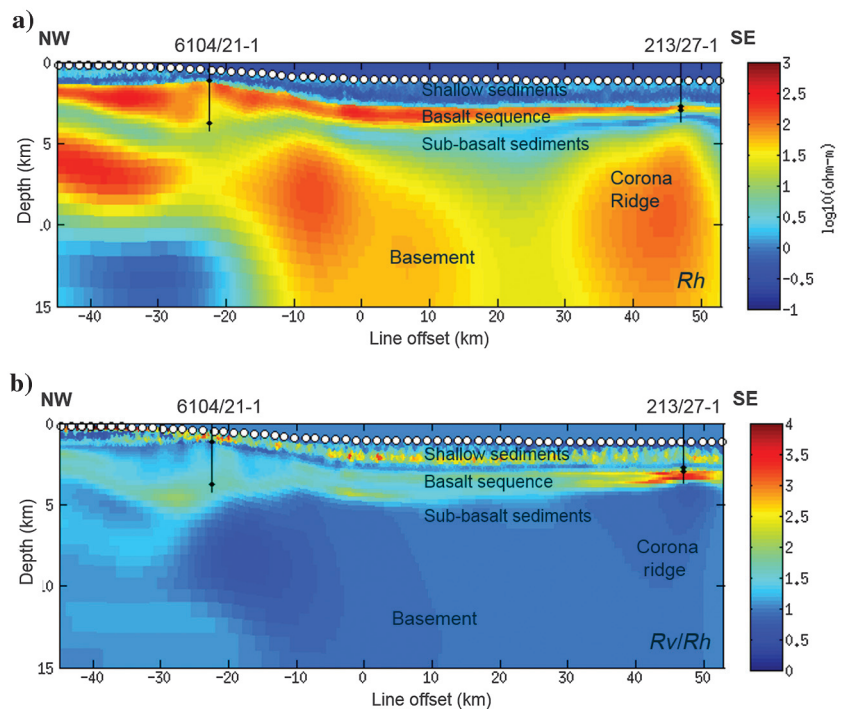 a)
NW
6104/21-1
213/27-1
SE
0
5
.0
15
Depth (km)
Shallow sediments
Basalt sequence
Sub-basalt sediments
Corona
Ridge
Basement
Rh
−40
−30
−20
−10
0
10
20
30
40
50
Line offset (km)
3
2.5
2
1.5
1
0.5
0
−0.5
−1
log10(ohm-m)
b)
NW
6104/21-1
213/27-1
SE
0
5
.0
15
Depth (km)
Shallow sediments
Basalt sequence
Sub-basalt sediments
Corona
ridge
Basement
Rv/Rh
−40
−30
−20
−10
0
10
20
30
40
50
Line offset (km)
4
3.5
3
2.5
2
1.5
1
0.5
0